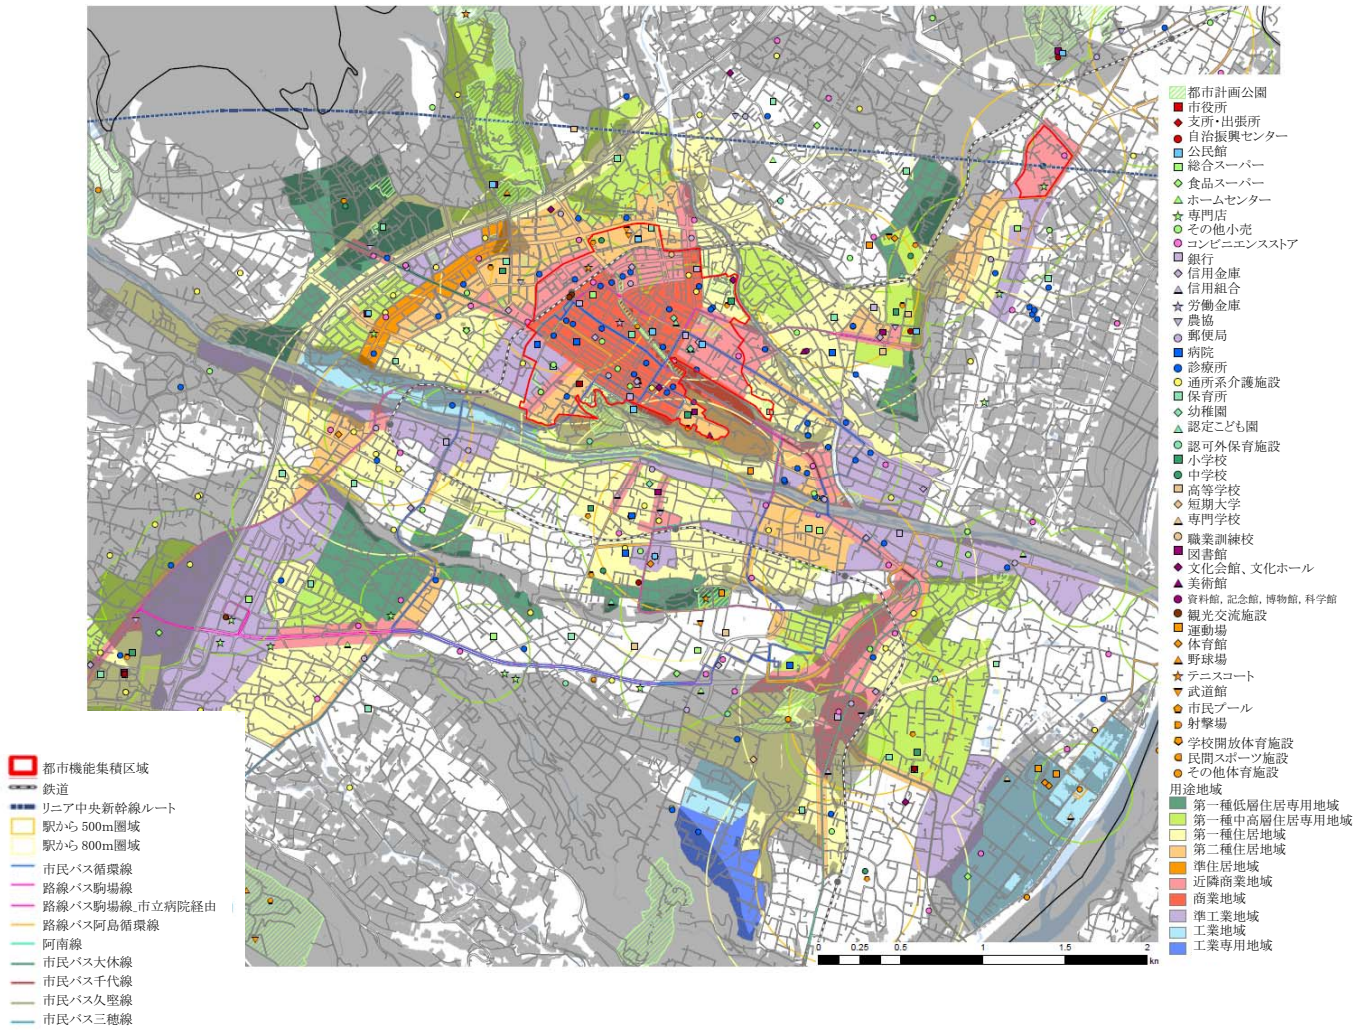 都市計画公園
市役所
支所・出張所
自治振興センター
公民館
総合スーパー
食品スーパー
ホームセンター
専門店
その他小売
コンビニエンスストア
銀行
信用金庫
信用組合
労働金庫
農協
郵便局
病院
診療所
通所系介護施設
保育所
幼稚園
認定こども園
認可外保育施設
小学校
中学校
高等学校
短期大学
専門学校
職業訓練校
図書館
文化会館、文化ホール
美術館
資料館, 記念館, 博物館, 科学館
観光交流施設
運動場
体育館
野球場
テニスコート
武道館
市民プール
射撃場
学校開放体育施設
民間スポーツ施設
その他体育施設
用途地域
第一種低層住居専用地域
第一種中高層住居専用地域
第一種住居地域
第二種住居地域
準住居地域
近隣商業地域
商業地域
準工業地域
工業地域
工業専用地域
都市機能集積区域
鉄道
リニア中央新幹線ルート
駅から500m圏域
駅から800m圏域
市民バス循環線
路線バス駒場線
路線バス駒場線_市立病院経由
路線バス阿島循環線
阿南線
市民バス大休線
市民バス千代線
市民バス久堅線
市民バス三穂線
0 0.25 0.5 1 1.5 2
km